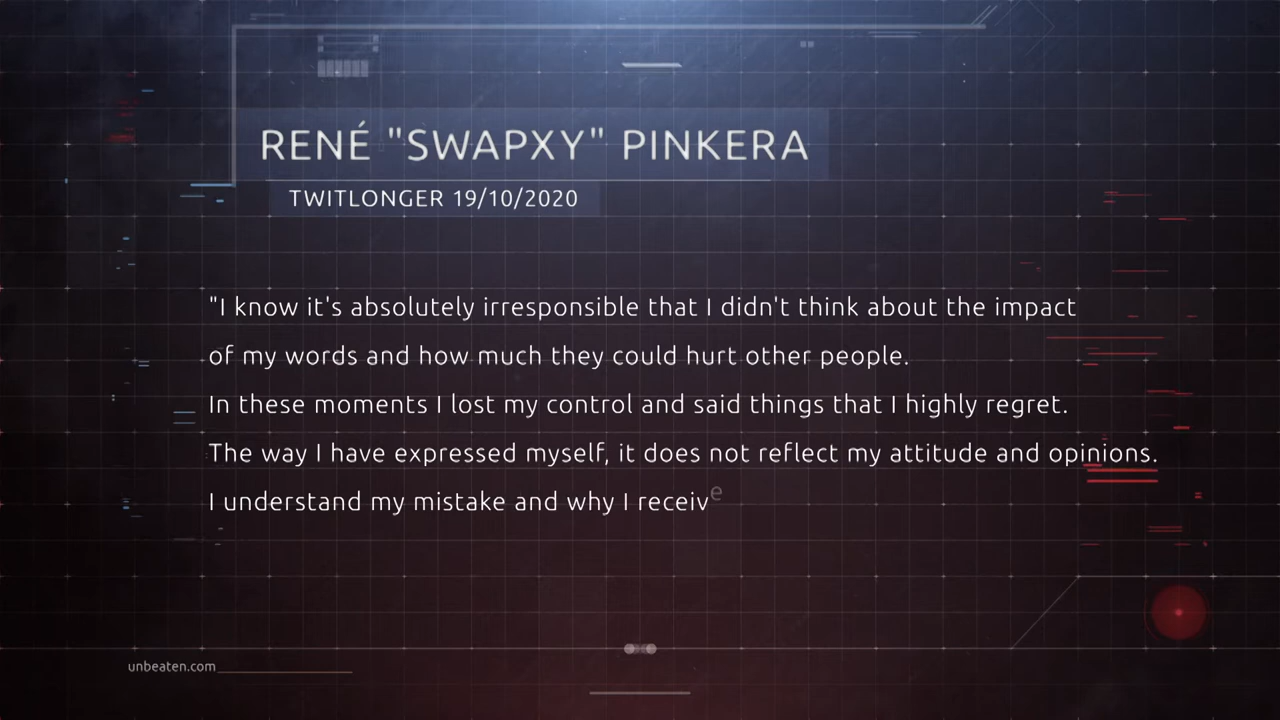 RENÉ "SWAPXY" PINKERA
TWITLONGER 19/10/2020
"I know it's absolutely irresponsible that I didn't think about the impact
of my words and how much they could hurt other people.
In these moments I lost my control and said things that I highly regret.
The way I have expressed myself, it does not reflect my attitude and opinions.
I understand my mistake and why I receive
unbeaten.com